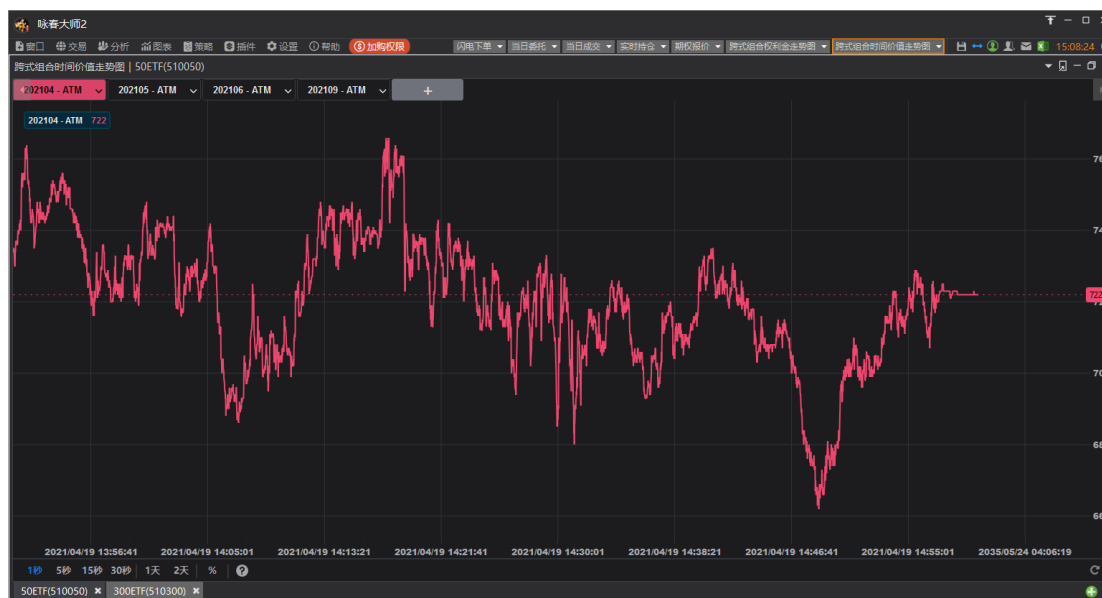 咏春大师2
窗口 交易 分析 图表 策略 插件 设置 帮助 加购权限 闪电下单 当日委托 当日成交 实时持仓 期权报价 跨式组合权利金走势图 跨式组合时间价值走势图 15:08:24
跨式组合时间价值走势图 | 50ETF(510050)
202104 - ATM 202105 - ATM 202106 - ATM 202109 - ATM +
202104 - ATM 722
76
74
722
72
70
68
66
2021/04/19 13:56:41 2021/04/19 14:05:01 2021/04/19 14:13:21 2021/04/19 14:21:41 2021/04/19 14:30:01 2021/04/19 14:38:21 2021/04/19 14:46:41 2021/04/19 14:55:01 2035/05/24 04:06:19
1秒 5秒 15秒 30秒 1天 2天 % ?
50ETF(510050) × 300ETF(510300) ×